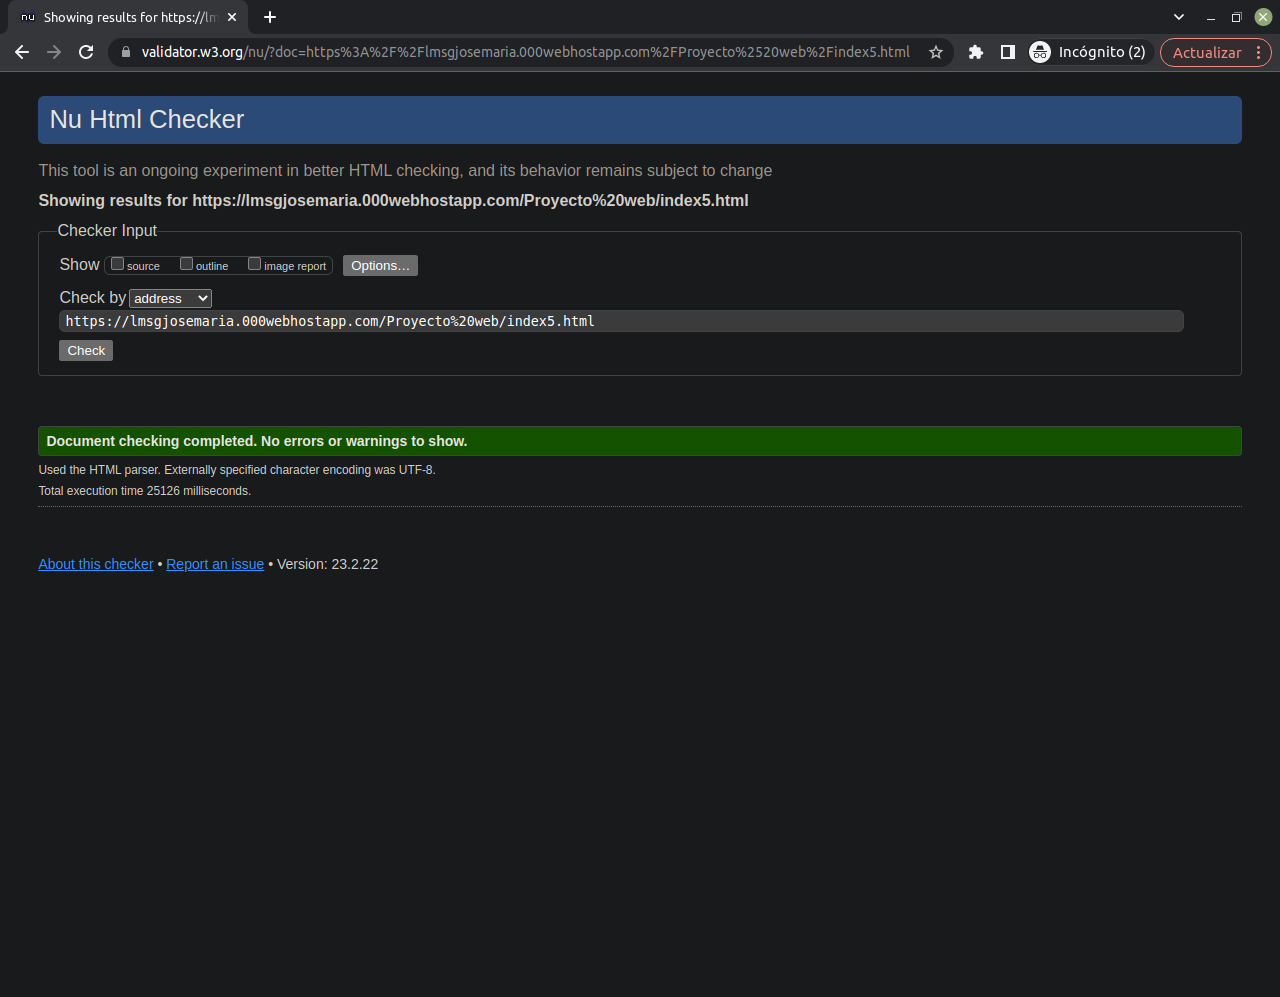 nu Showing results for https://lm
validator.w3.org/nu/?doc=https%3A%2F%2Flmsgjosemaria.000webhostapp.com%2FProyecto%2520web%2Findex5.html
Incógnito (2)
Actualizar
Nu Html Checker
This tool is an ongoing experiment in better HTML checking, and its behavior remains subject to change
Showing results for https://lmsgjosemaria.000webhostapp.com/Proyecto%20web/index5.html
Checker Input
Show source outline image report Options...
Check by address
https://lmsgjosemaria.000webhostapp.com/Proyecto%20web/index5.html
Check
Document checking completed. No errors or warnings to show.
Used the HTML parser. Externally specified character encoding was UTF-8.
Total execution time 25126 milliseconds.
About this checker • Report an issue • Version: 23.2.22